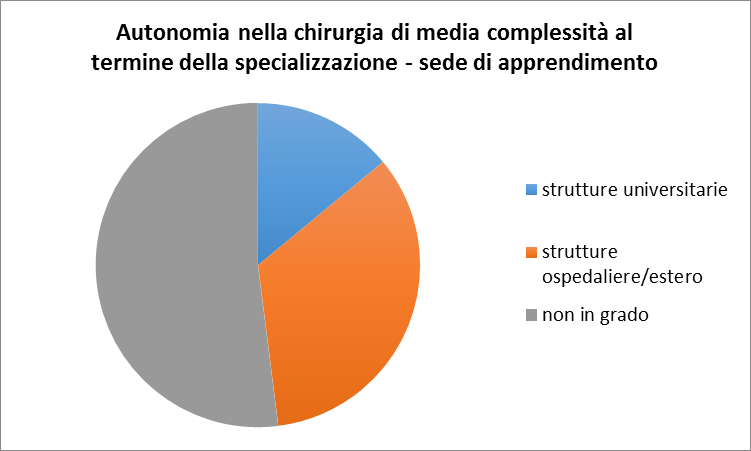 Autonomia nella chirurgia di media complessità al
termine della specializzazione - sede di apprendimento
strutture universitarie
strutture
ospedaliere/estero
non in grado